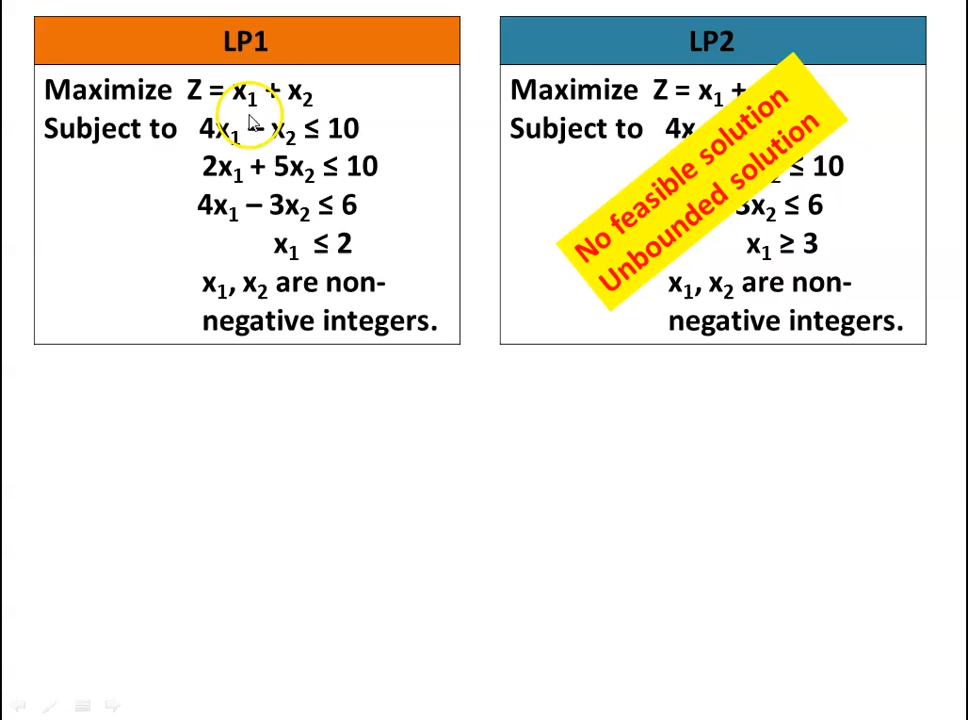 LP1
Maximize Z = x₁ + x₂
Subject to 4x₁ – x₂ ≤ 10
2x₁ + 5x₂ ≤ 10
4x₁ – 3x₂ ≤ 6
x₁ ≤ 2
x₁, x₂ are non-
negative integers.
LP2
Maximize Z = x₁ +
Subject to 4x
≤ 10
3x₂ ≤ 6
x₁ ≥ 3
x₁, x₂ are non-
negative integers.
No feasible solution
Unbounded solution